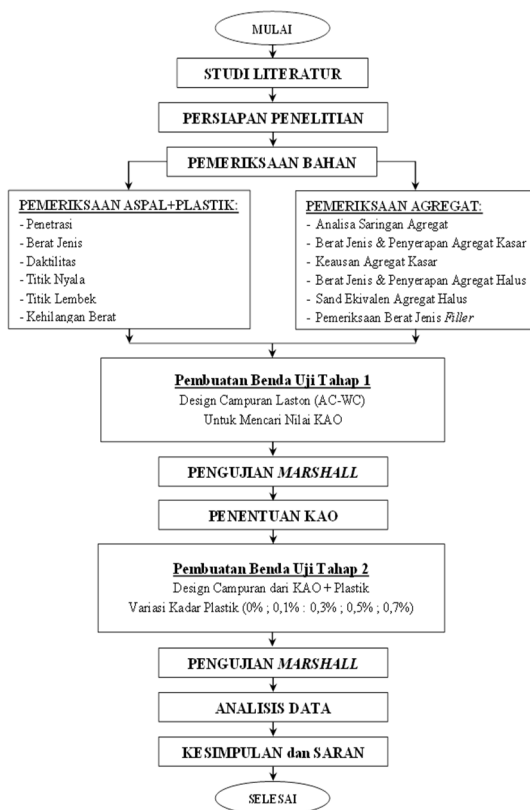 MULAI
STUDI LITERATUR
PERSIAPAN PENELITIAN
PEMERIKSAAN BAHAN
PEMERIKSAAN ASPAL+PLASTIK:
- Penetrasi
- Berat Jenis
- Daktilitas
- Titik Nyala
- Titik Lembek
- Kehilangan Berat
PEMERIKSAAN AGREGAT:
- Analisa Saringan Agregat
- Berat Jenis & Penyerapan Agregat Kasar
- Keausan Agregat Kasar
- Berat Jenis & Penyerapan Agregat Halus
- Sand Ekivalen Agregat Halus
- Pemeriksaan Berat Jenis Filler
Pembuatan Benda Uji Tahap 1
Design Campuran Laston (AC-WC)
Untuk Mencari Nilai KAO
PENGUJIAN MARSHALL
PENENTUAN KAO
Pembuatan Benda Uji Tahap 2
Design Campuran dari KAO + Plastik
Variasi Kadar Plastik (0% ; 0,1% : 0,3% ; 0,5% ; 0,7%)
PENGUJIAN MARSHALL
ANALISIS DATA
KESIMPULAN dan SARAN
SELESAI